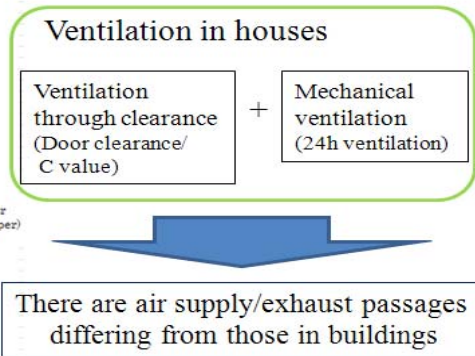 Ventilation in houses
Ventilation
through clearance
(Door clearance/
C value)
+
Mechanical
ventilation
(24h ventilation)
There are air supply/exhaust passages
differing from those in buildings